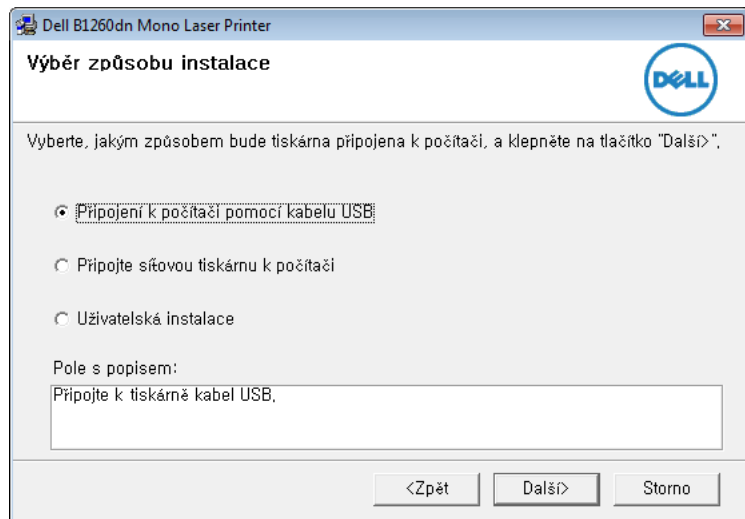 Dell B1260dn Mono Laser Printer
Výběr způsobu instalace
DELL
Vyberte, jakým způsobem bude tiskárna připojena k počítači, a klepněte na tlačítko "Další>".
Připojení k počítači pomocí kabelu USB
Připojte síťovou tiskárnu k počítači
Uživatelská instalace
Pole s popisem:
Připojte k tiskárně kabel USB.
<Zpět
Další>
Storno